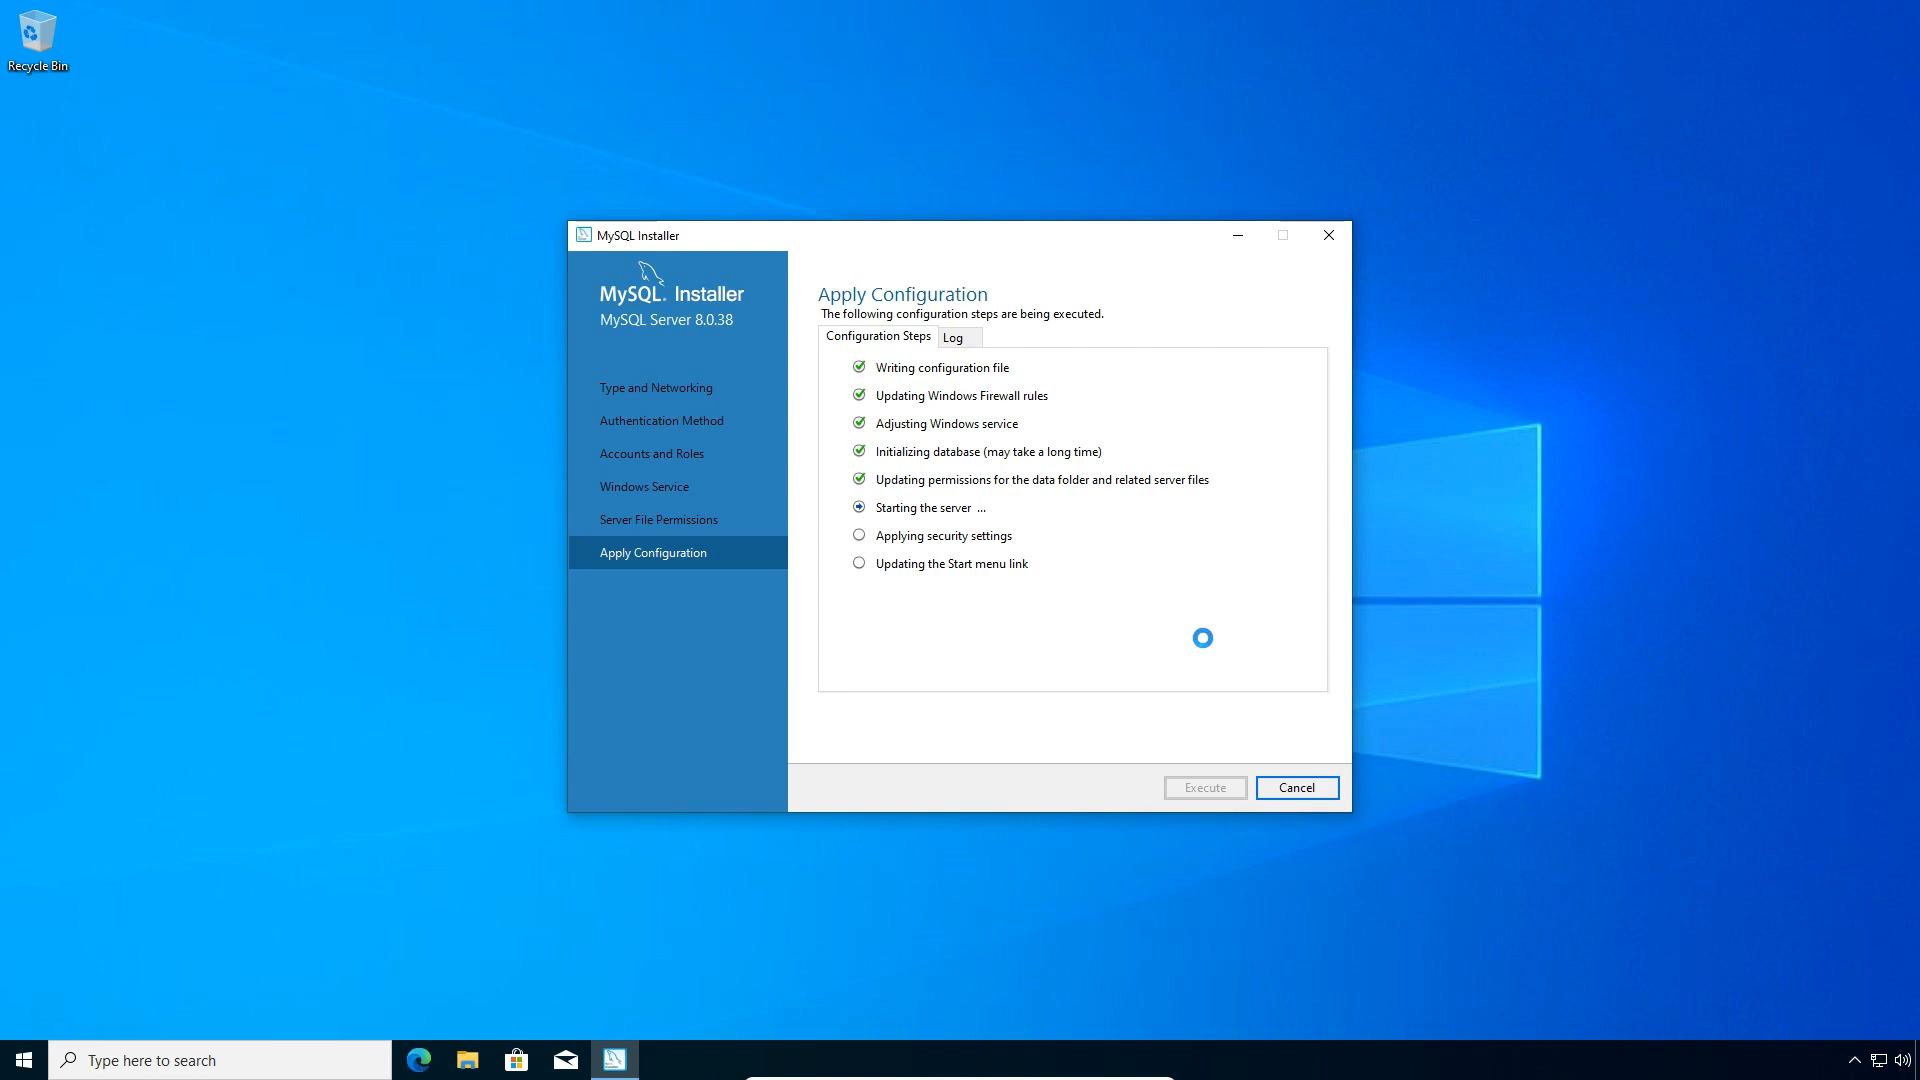 Recycle Bin
MySQL Installer
MySQL® Installer
MySQL Server 8.0.38
Type and Networking
Authentication Method
Accounts and Roles
Windows Service
Server File Permissions
Apply Configuration
Apply Configuration
The following configuration steps are being executed.
Configuration Steps
Log
Writing configuration file
Updating Windows Firewall rules
Adjusting Windows service
Initializing database (may take a long time)
Updating permissions for the data folder and related server files
Starting the server ...
Applying security settings
Updating the Start menu link
Execute
Cancel
Type here to search